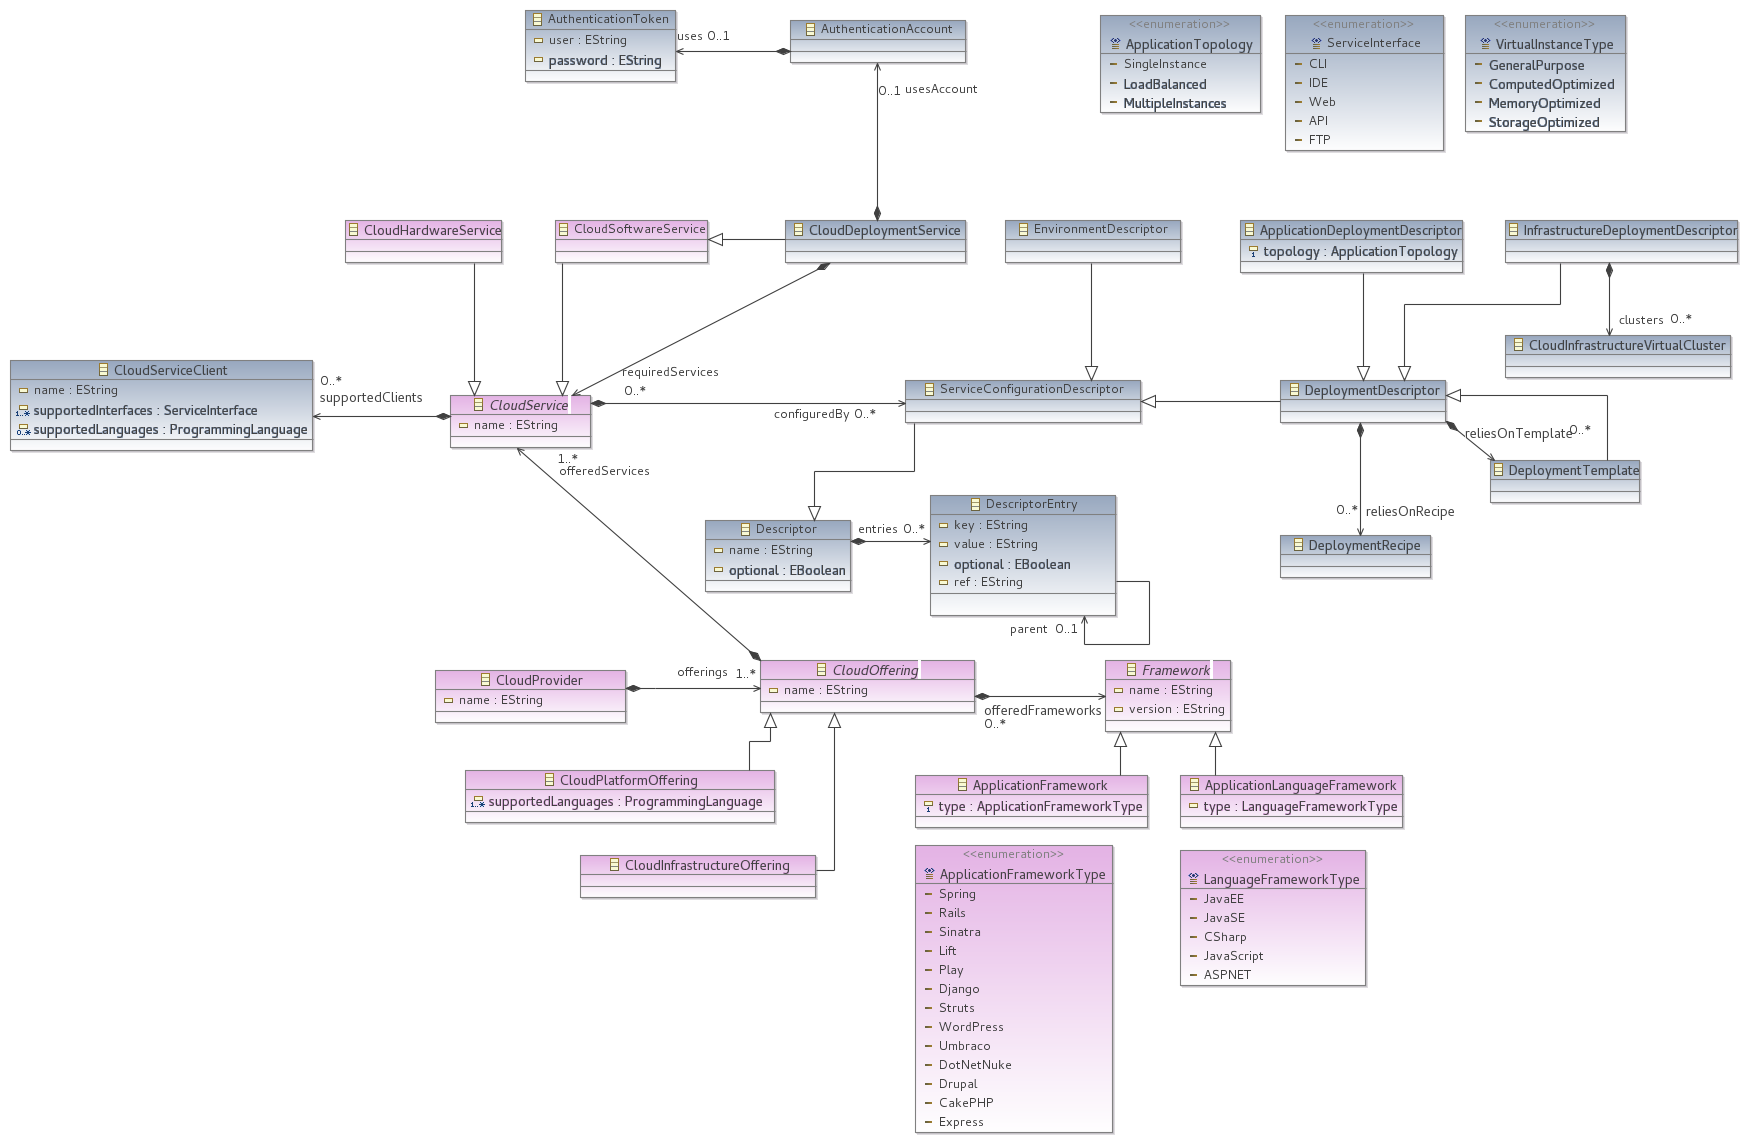 AuthenticationToken
user : EString
password : EString
uses 0..1
AuthenticationAccount
0..1 usesAccount
<<enumeration>>
ApplicationTopology
SingleInstance
LoadBalanced
MultipleInstances
<<enumeration>>
ServiceInterface
CLI
IDE
Web
API
FTP
<<enumeration>>
VirtualInstanceType
GeneralPurpose
ComputedOptimized
MemoryOptimized
StorageOptimized
CloudHardwareService
CloudSoftwareService
CloudDeploymentService
EnvironmentDescriptor
ApplicationDeploymentDescriptor
1 topology : ApplicationTopology
InfrastructureDeploymentDescriptor
clusters 0..*
CloudInfrastructureVirtualCluster
CloudServiceClient
name : EString
1..* supportedInterfaces : ServiceInterface
0..* supportedLanguages : ProgrammingLanguage
0..*
supportedClients
requiredServices
0..*
CloudService
name : EString
configuredBy 0..*
ServiceConfigurationDescriptor
DeploymentDescriptor
reliesOnTemplate 0..*
DeploymentTemplate
0..* reliesOnRecipe
DeploymentRecipe
1..*
offeredServices
Descriptor
name : EString
optional : EBoolean
entries 0..*
DescriptorEntry
key : EString
value : EString
optional : EBoolean
ref : EString
parent 0..1
CloudProvider
name : EString
offerings 1..*
CloudOffering
name : EString
offeredFrameworks
0..*
Framework
name : EString
version : EString
CloudPlatformOffering
1..* supportedLanguages : ProgrammingLanguage
CloudInfrastructureOffering
ApplicationFramework
1 type : ApplicationFrameworkType
ApplicationLanguageFramework
type : LanguageFrameworkType
<<enumeration>>
ApplicationFrameworkType
Spring
Rails
Sinatra
Lift
Play
Django
Struts
WordPress
Umbraco
DotNetNuke
Drupal
CakePHP
Express
<<enumeration>>
LanguageFrameworkType
JavaEE
JavaSE
CSharp
JavaScript
ASPNET